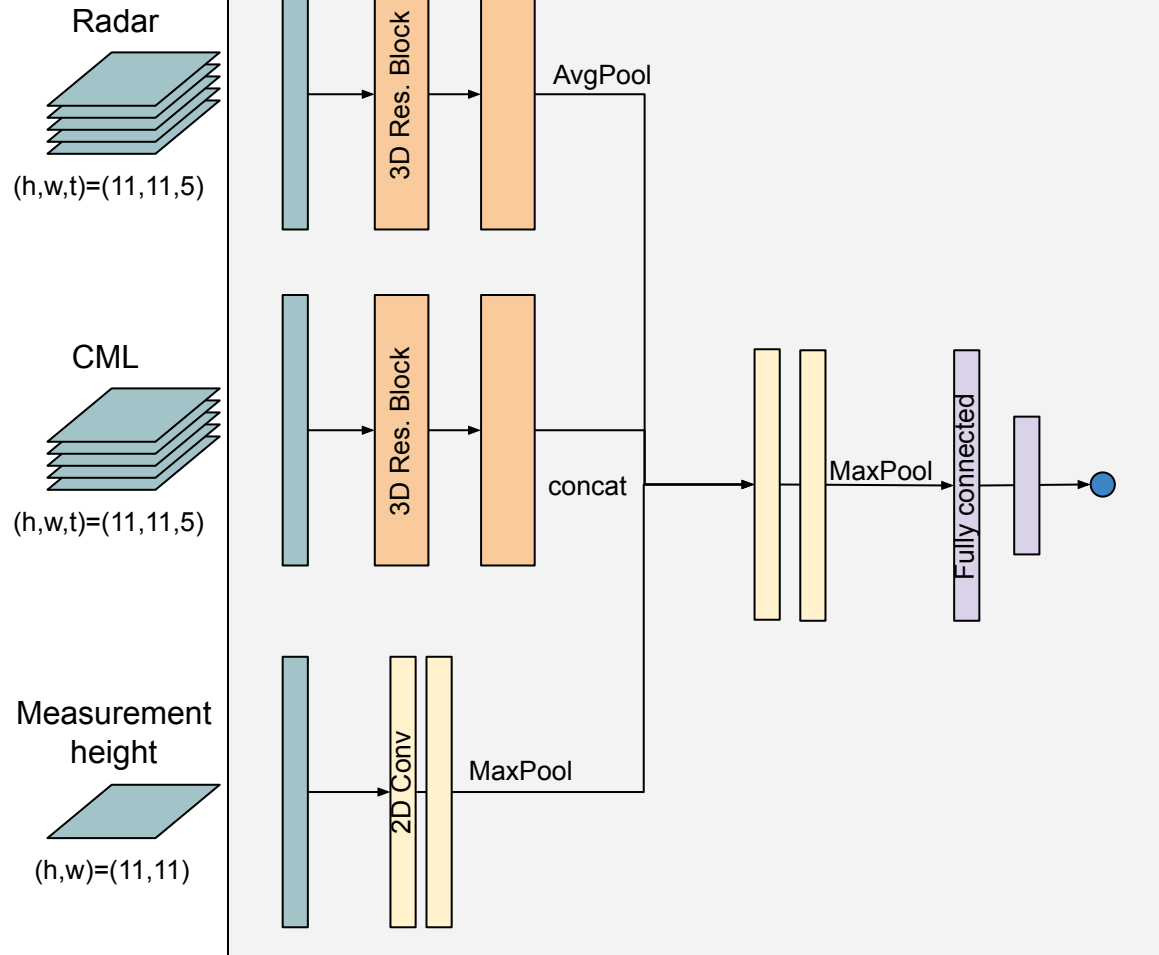 Radar
(h,w,t)=(11,11,5)
3D Res. Block
AvgPool
CML
(h,w,t)=(11,11,5)
3D Res. Block
concat
MaxPool
Fully connected
Measurement
height
(h,w)=(11,11)
2D Conv
MaxPool